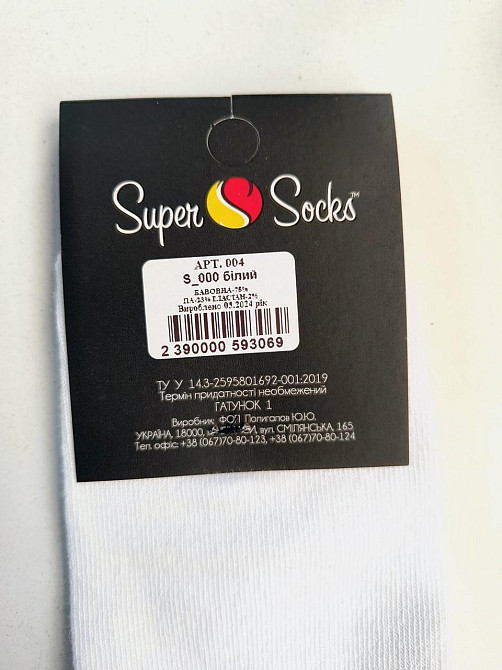 Super S Socks™
АРТ. 004
S_000 білий
БАВОВНА-75%
ПА-23% ЕЛАСТАН-2%
Вироблено 03.2024 рік
2 390000 593069
ТУ У 14.3-2595801692-001:2019
Термін придатності необмежений
ҐАТУНОК 1
Виробник: ФОП Полигалов Ю.Ю.
УКРАЇНА, 18000, вул. СМІЛЯНСЬКА, 165
Тел. офіс: +38 (067)70-80-123, +38 (067)70-80-124